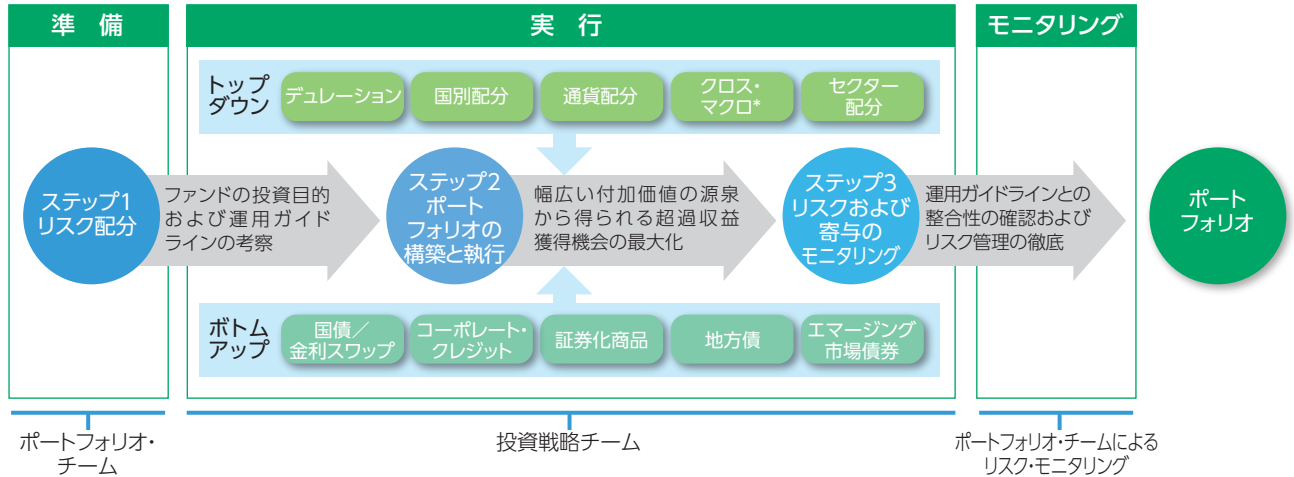 準 備
実 行
モニタリング
トップ
ダウン
デュレーション
国別配分
通貨配分
クロス・
マクロ*
セクター
配分
ステップ1
リスク配分
ファンドの投資目的
および運用ガイド
ラインの考察
ステップ2
ポート
フォリオの
構築と執行
幅広い付加価値の源泉
から得られる超過収益
獲得機会の最大化
ステップ3
リスクおよび
寄与の
モニタリング
運用ガイドラインとの
整合性の確認および
リスク管理の徹底
ポート
フォリオ
ボトム
アップ
国債／
金利スワップ
コーポレート・
クレジット
証券化商品
地方債
エマージング
市場債券
ポートフォリオ・
チーム
投資戦略チーム
ポートフォリオ・チームによる
リスク・モニタリング